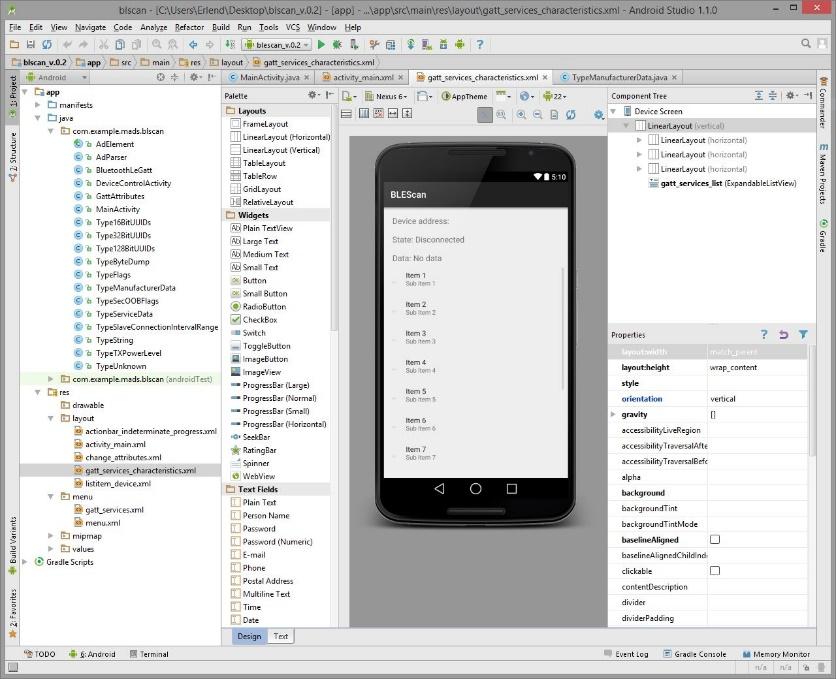 blscan - [C:\Users\Erlend\Desktop\blescan_v.0.2] - [app] - ...\app\src\main\res\layout\gatt_services_characteristics.xml - Android Studio 1.1.0
File Edit View Navigate Code Analyze Refactor Build Run Tools VCS Window Help
blescan_v.0.2
blscan_v.0.2 app src main res layout gatt_services_characteristics.xml
Android
MainActivity.java activity_main.xml gatt_services_characteristics.xml TypeManufacturerData.java
1: Project
2: Structure
Build Variants
2: Favorites
app
manifests
java
com.example.mads.blscan
AdElement
AdParser
BluetoothLeGatt
DeviceControlActivity
GattAttributes
MainActivity
Type16BitUUIDs
Type32BitUUIDs
Type128BitUUIDs
TypeByteDump
TypeFlags
TypeManufacturerData
TypeSecOOBFlags
TypeServiceData
TypeSlaveConnectionIntervalRange
TypeString
TypeTXPowerLevel
TypeUnknown
com.example.mads.blscan (androidTest)
res
drawable
layout
actionbar_indeterminate_progress.xml
activity_main.xml
change_attributes.xml
gatt_services_characteristics.xml
listitem_device.xml
menu
gatt_services.xml
menu.xml
mipmap
values
Gradle Scripts
Palette
Layouts
FrameLayout
LinearLayout (Horizontal)
LinearLayout (Vertical)
TableLayout
TableRow
GridLayout
RelativeLayout
Widgets
Plain TextView
Large Text
Medium Text
Small Text
Button
Small Button
RadioButton
CheckBox
Switch
ToggleButton
ImageButton
ImageView
ProgressBar (Large)
ProgressBar (Normal)
ProgressBar (Small)
ProgressBar (Horizontal)
SeekBar
RatingBar
Spinner
WebView
Text Fields
Plain Text
Person Name
Password
Password (Numeric)
E-mail
Phone
Postal Address
Multiline Text
Time
Date
Design Text
Nexus 6 AppTheme 22
5:10
BLEScan
Device address:
State: Disconnected
Data: No data
Item 1
Sub Item 1
Item 2
Sub Item 2
Item 3
Sub Item 3
Item 4
Sub Item 4
Item 5
Sub Item 5
Item 6
Sub Item 6
Item 7
Sub Item 7
Component Tree
Device Screen
LinearLayout (vertical)
LinearLayout (horizontal)
LinearLayout (horizontal)
LinearLayout (horizontal)
gatt_services_list (ExpandableListView)
Properties
layout:width match_parent
layout:height wrap_content
style
orientation vertical
gravity []
accessibilityLiveRegion
accessibilityTraversalAfte
accessibilityTraversalBefo
alpha
background
backgroundTint
backgroundTintMode
baselineAligned
baselineAlignedChildInde
clickable
contentDescription
divider
dividerPadding
Commander
Maven Projects
Gradle
TODO 6: Android Terminal Event Log Gradle Console Memory Monitor
n/a n/a